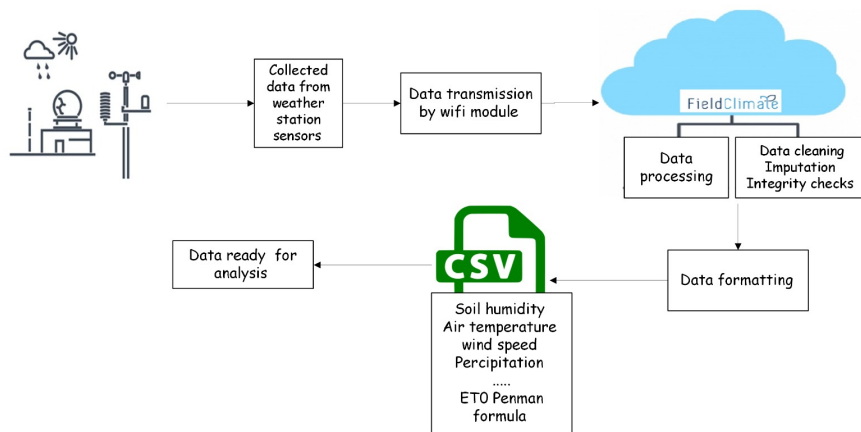 Collected
data from
weather
station
sensors
Data transmission
by wifi module
FieldClimate
Data
processing
Data cleaning
Imputation
Integrity checks
Data formatting
CSV
Soil humidity
Air temperature
wind speed
Percipitation
.....
ET0 Penman
formula
Data ready for
analysis